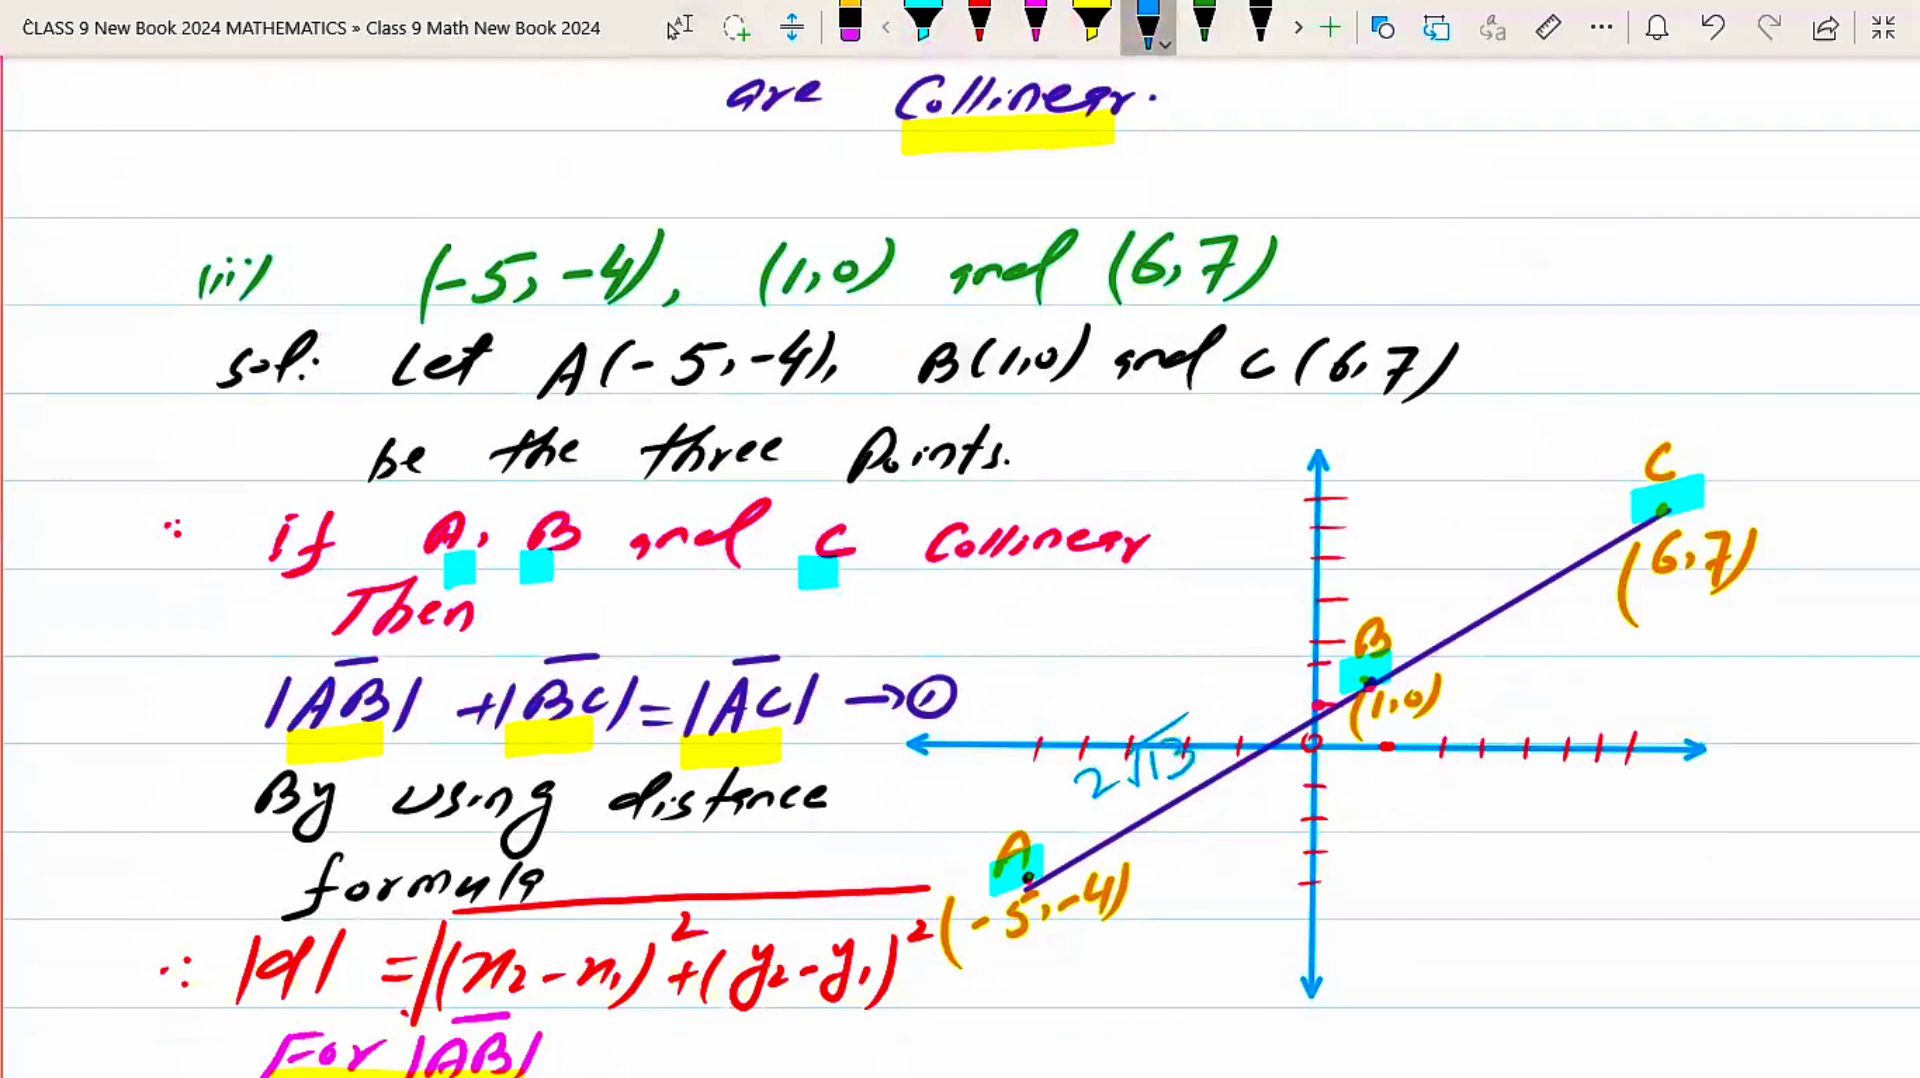 CLASS 9 New Book 2024 MATHEMATICS » Class 9 Math New Book 2024
are Collinear.
(iii) (-5, -4), (1,0) and (6,7)
Sol: Let A(-5,-4), B(1,0) and C(6,7)
be the three Points.
∵ if A, B and C Collinear
Then
|AB| + |BC| = |AC| → ①
By using distance
formula
∴ |d| = √(x₂-x₁)² + (y₂-y₁)²
For |AB|
C
(6,7)
B
(1,0)
0
2√13
A
(-5,-4)